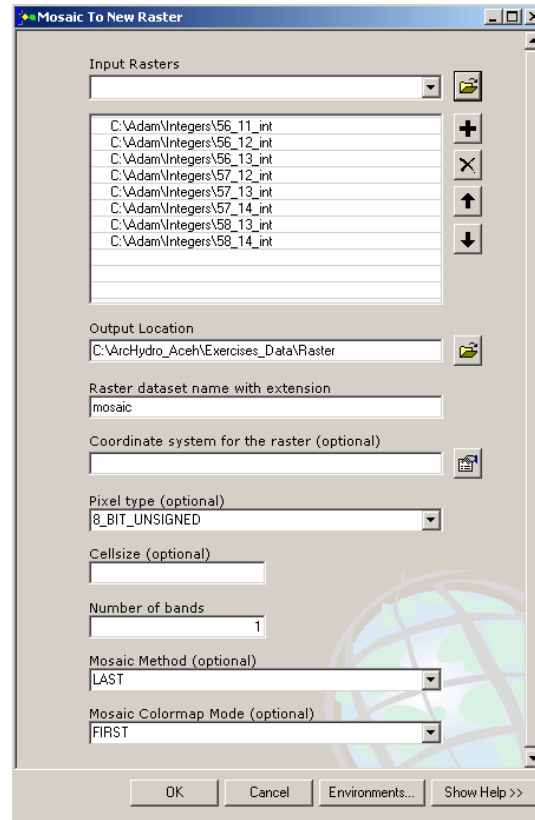 Mosaic To New Raster
Input Rasters
C:\Adam\Integers\56_11_int
C:\Adam\Integers\56_12_int
C:\Adam\Integers\56_13_int
C:\Adam\Integers\57_12_int
C:\Adam\Integers\57_13_int
C:\Adam\Integers\57_14_int
C:\Adam\Integers\58_13_int
C:\Adam\Integers\58_14_int
Output Location
C:\ArcHydro_Aceh\Exercises_Data\Raster
Raster dataset name with extension
mosaic
Coordinate system for the raster (optional)
Pixel type (optional)
8_BIT_UNSIGNED
Cellsize (optional)
Number of bands
1
Mosaic Method (optional)
LAST
Mosaic Colormap Mode (optional)
FIRST
OK Cancel Environments... Show Help >>